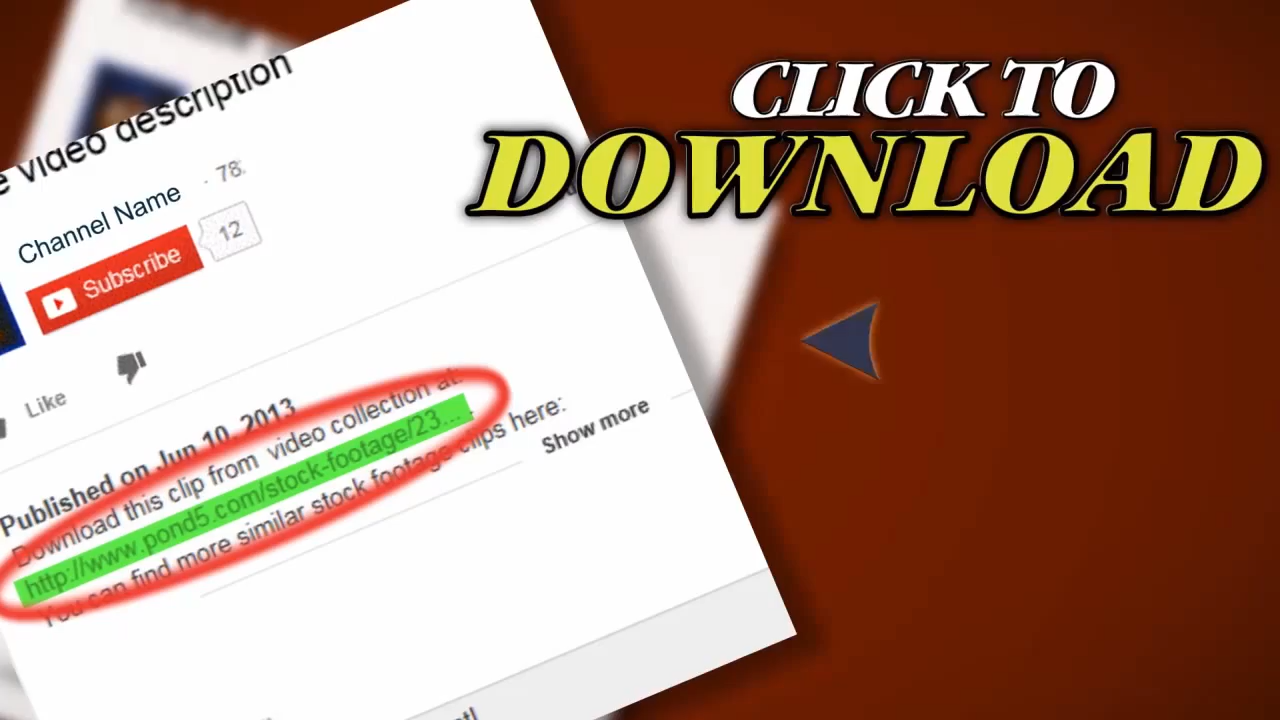 CLICK TO
DOWNLOAD
video description
Channel Name
Subscribe
12
Like
Published on Jun 10, 2013
Download this clip from video collection at:
http://www.pond5.com/stock-footage/23...
You can find more similar stock footage clips here:
Show more